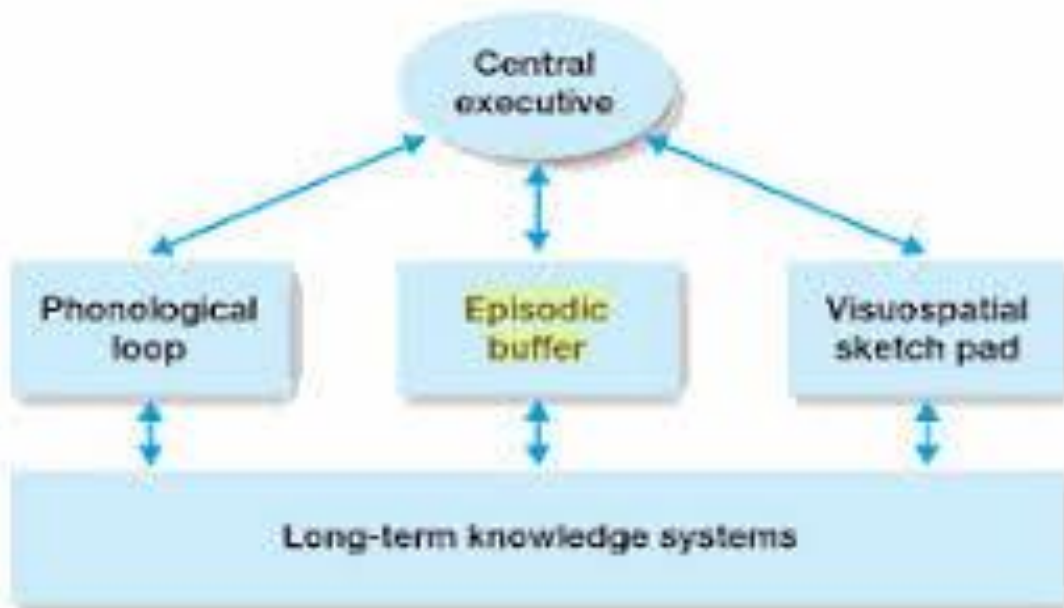 Central
executive
Phonological
loop
Episodic
buffer
Visuospatial
sketch pad
Long-term knowledge systems